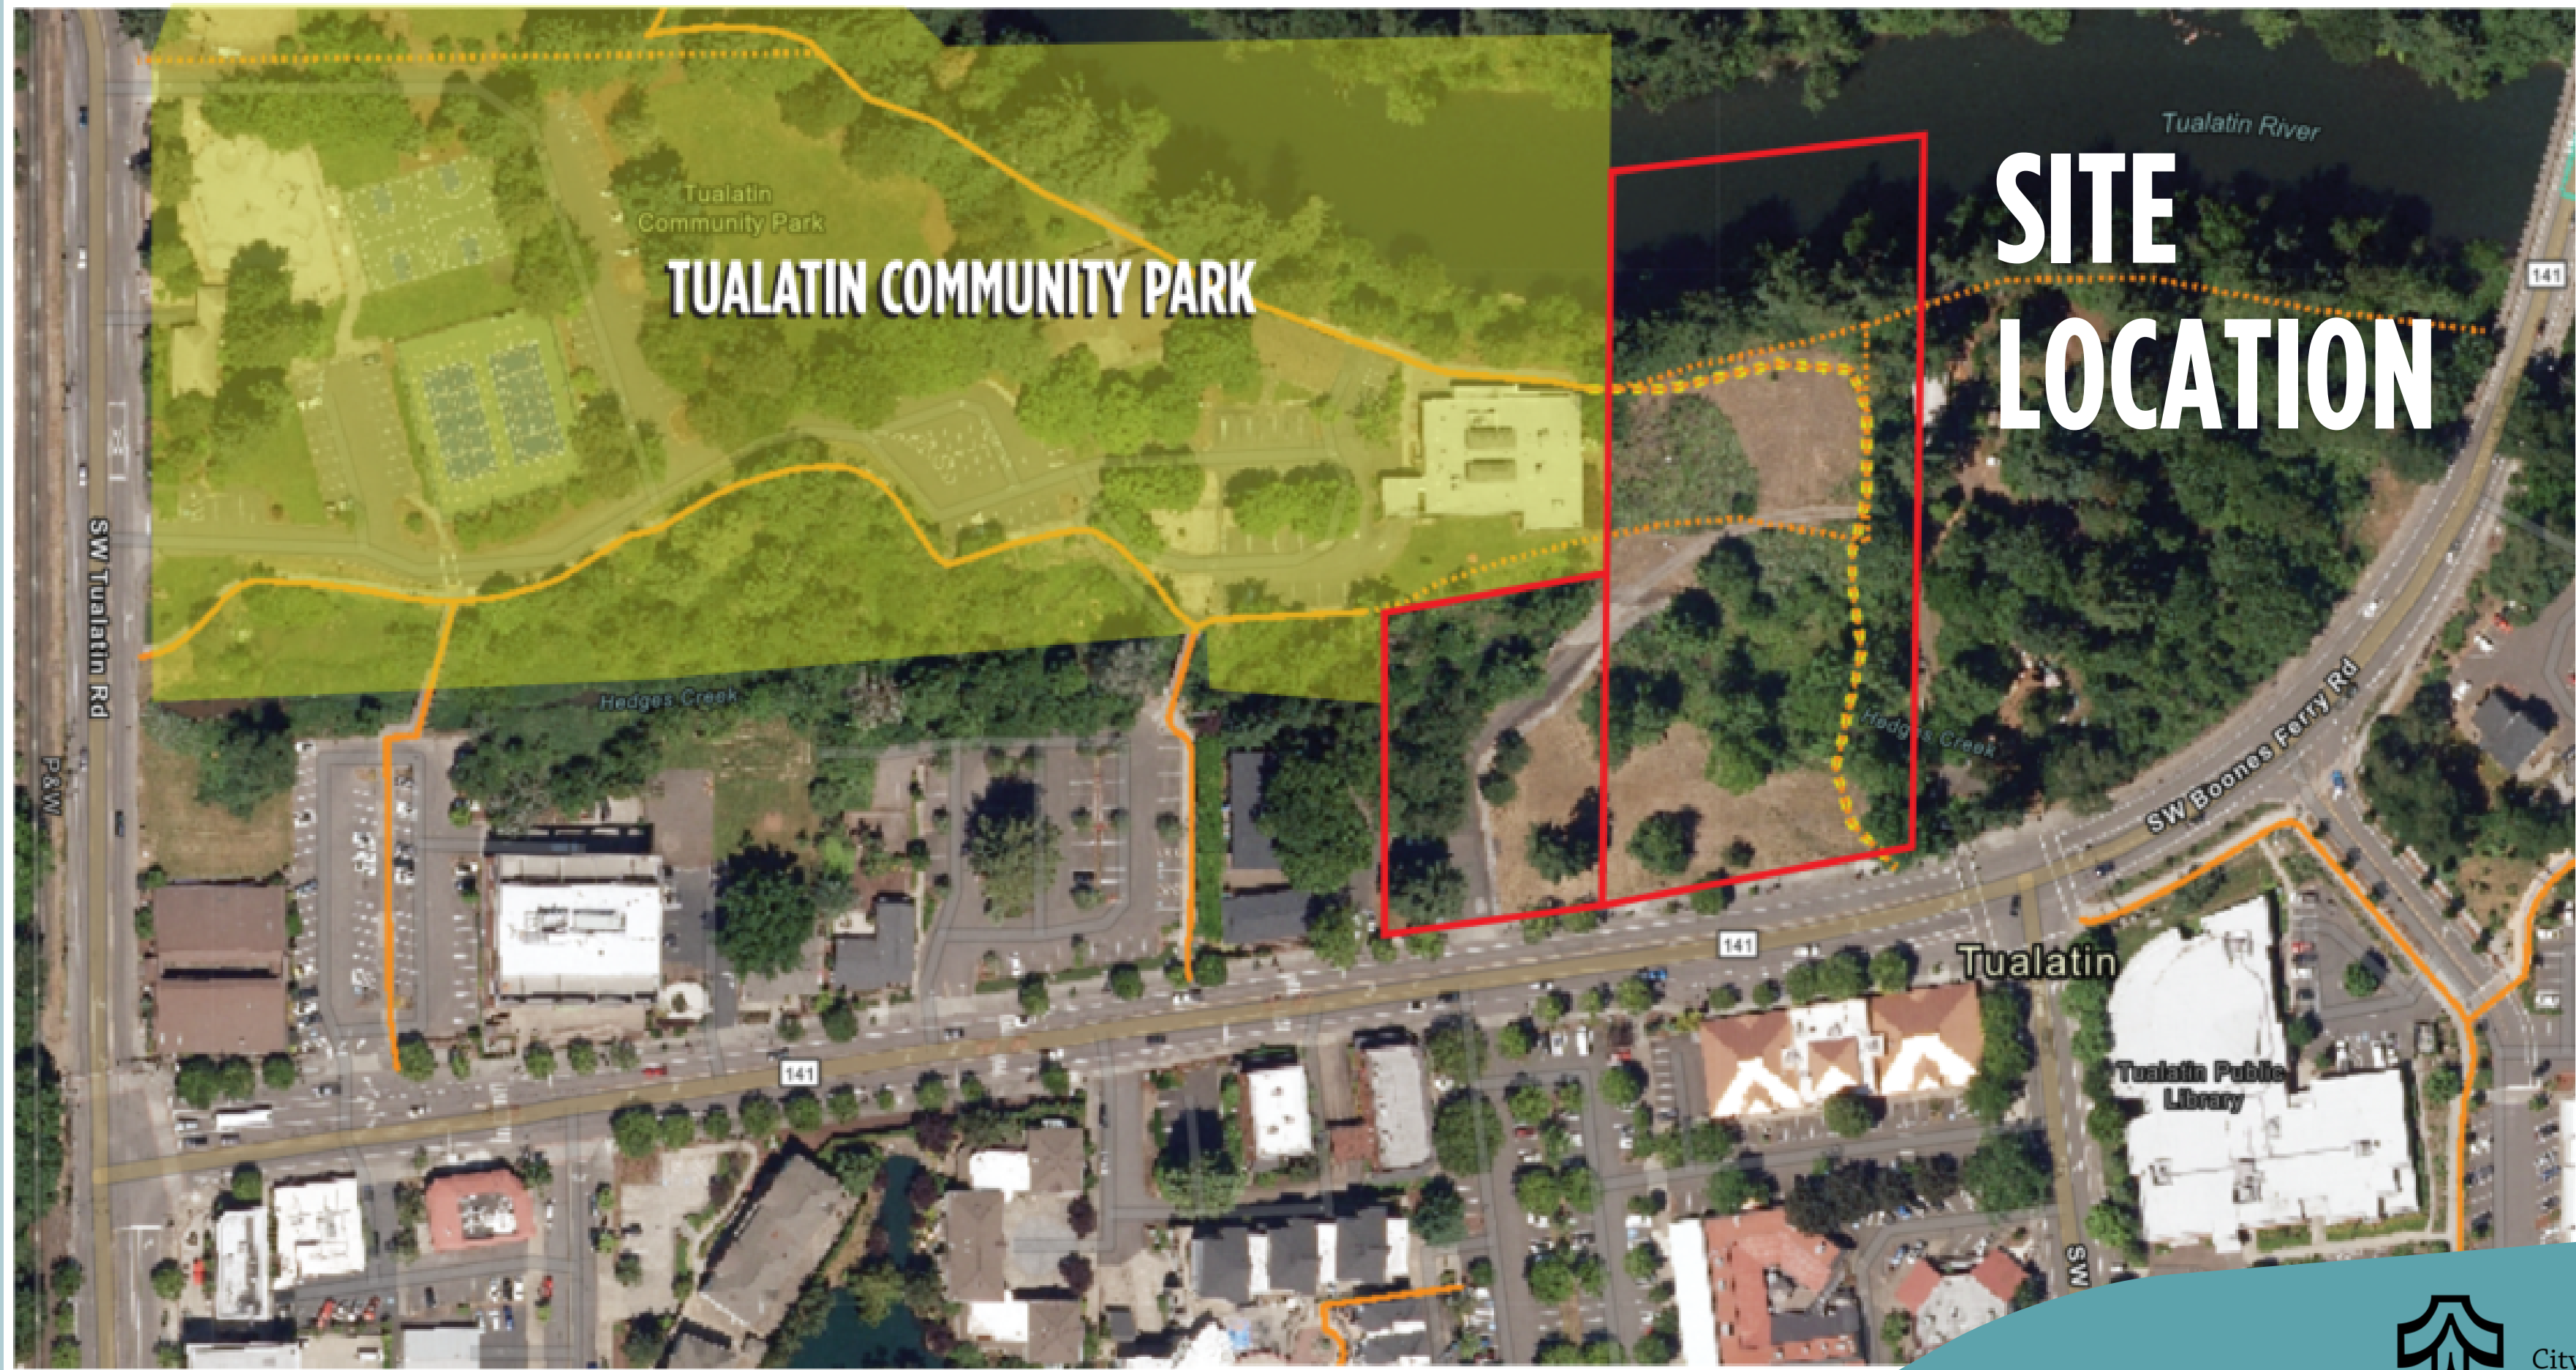 Tualatin River
SITE
LOCATION
Tualatin
Community Park
TUALATIN COMMUNITY PARK
141
SW Tualatin Rd
P&W
Hedges Creek
Hedges Creek
SW Boones Ferry Rd
141
Tualatin
141
Tualatin Public
Library
SW
City